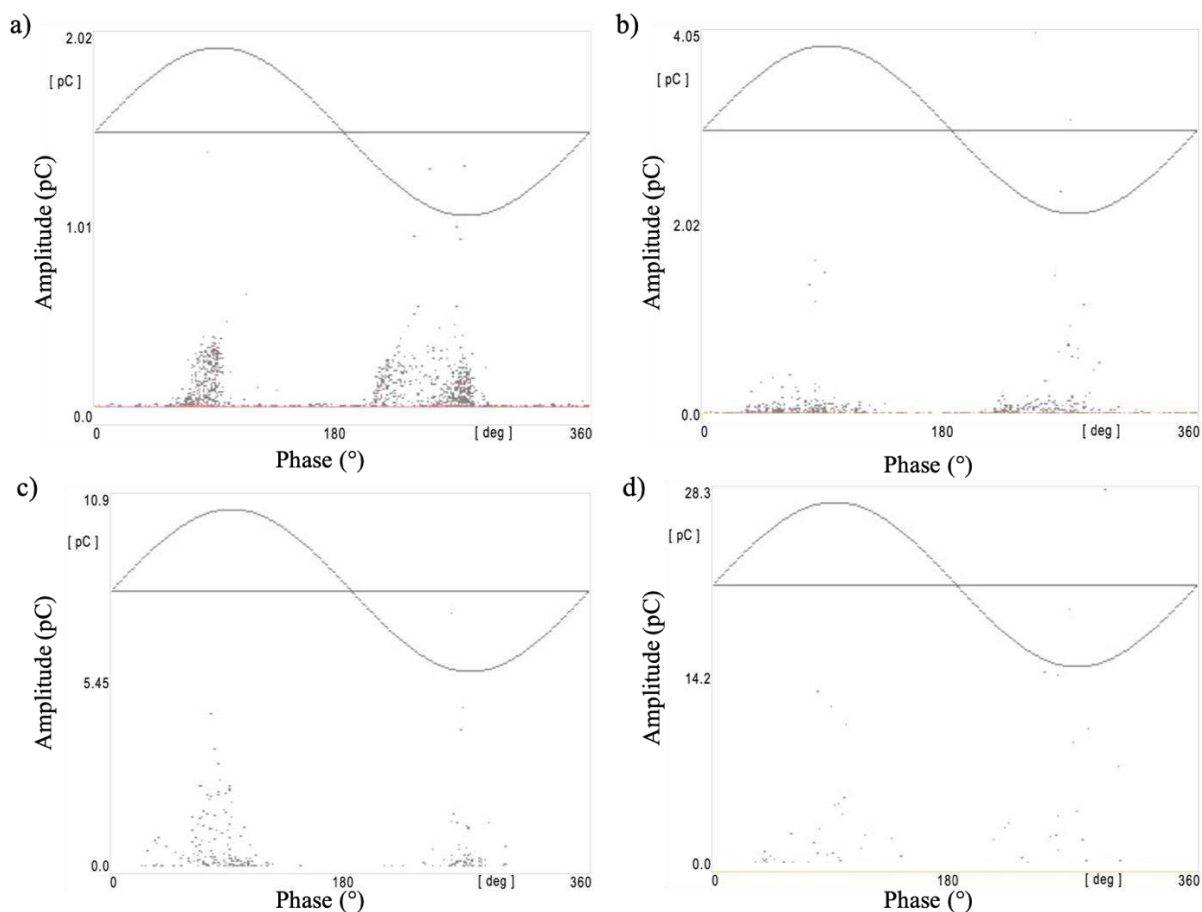 a)
2.02
[ pC ]
Amplitude (pC)
1.01
0.0
0
180
[ deg ]
360
Phase (°)
b)
4.05
[ pC ]
Amplitude (pC)
2.02
0.0
0
180
[ deg ]
360
Phase (°)
c)
10.9
[ pC ]
Amplitude (pC)
5.45
0.0
0
180
[ deg ]
360
Phase (°)
d)
28.3
[ pC ]
Amplitude (pC)
14.2
0.0
0
180
[ deg ]
360
Phase (°)